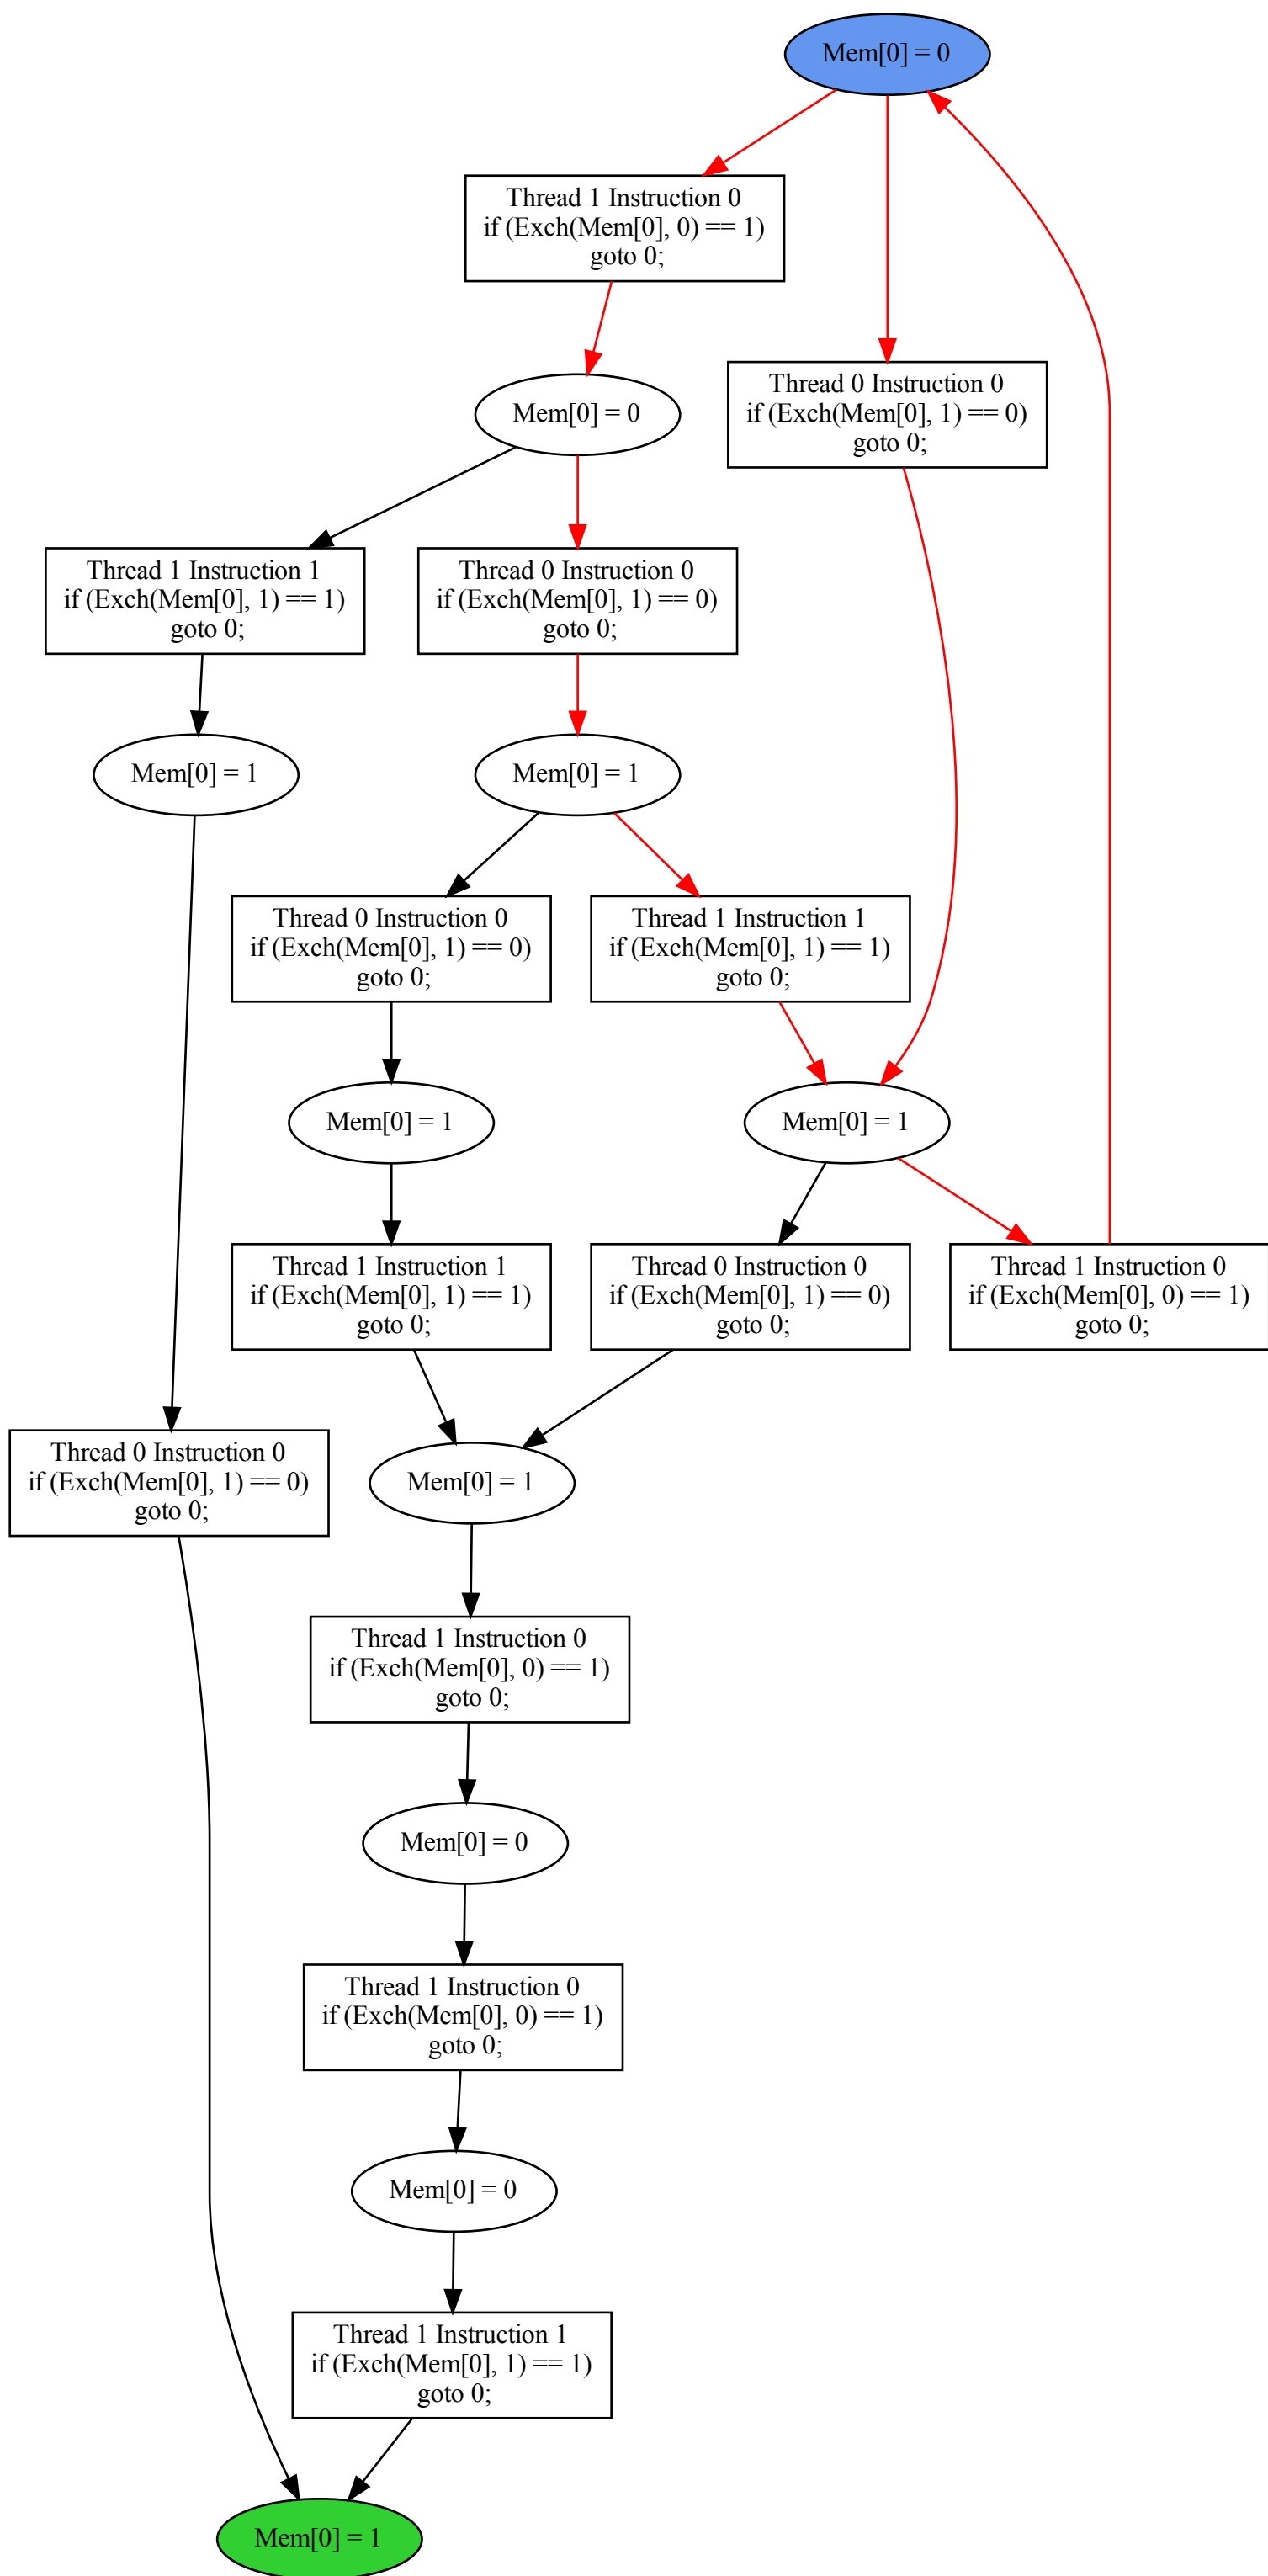 Mem[0] = 0
Thread 1 Instruction 0
if (Exch(Mem[0], 0) == 1)
goto 0;
Thread 0 Instruction 0
if (Exch(Mem[0], 1) == 0)
goto 0;
Mem[0] = 0
Thread 1 Instruction 1
if (Exch(Mem[0], 1) == 1)
goto 0;
Thread 0 Instruction 0
if (Exch(Mem[0], 1) == 0)
goto 0;
Mem[0] = 1
Mem[0] = 1
Thread 0 Instruction 0
if (Exch(Mem[0], 1) == 0)
goto 0;
Thread 1 Instruction 1
if (Exch(Mem[0], 1) == 1)
goto 0;
Mem[0] = 1
Mem[0] = 1
Thread 1 Instruction 1
if (Exch(Mem[0], 1) == 1)
goto 0;
Thread 0 Instruction 0
if (Exch(Mem[0], 1) == 0)
goto 0;
Thread 1 Instruction 0
if (Exch(Mem[0], 0) == 1)
goto 0;
Thread 0 Instruction 0
if (Exch(Mem[0], 1) == 0)
goto 0;
Mem[0] = 1
Thread 1 Instruction 0
if (Exch(Mem[0], 0) == 1)
goto 0;
Mem[0] = 0
Thread 1 Instruction 0
if (Exch(Mem[0], 0) == 1)
goto 0;
Mem[0] = 0
Thread 1 Instruction 1
if (Exch(Mem[0], 1) == 1)
goto 0;
Mem[0] = 1